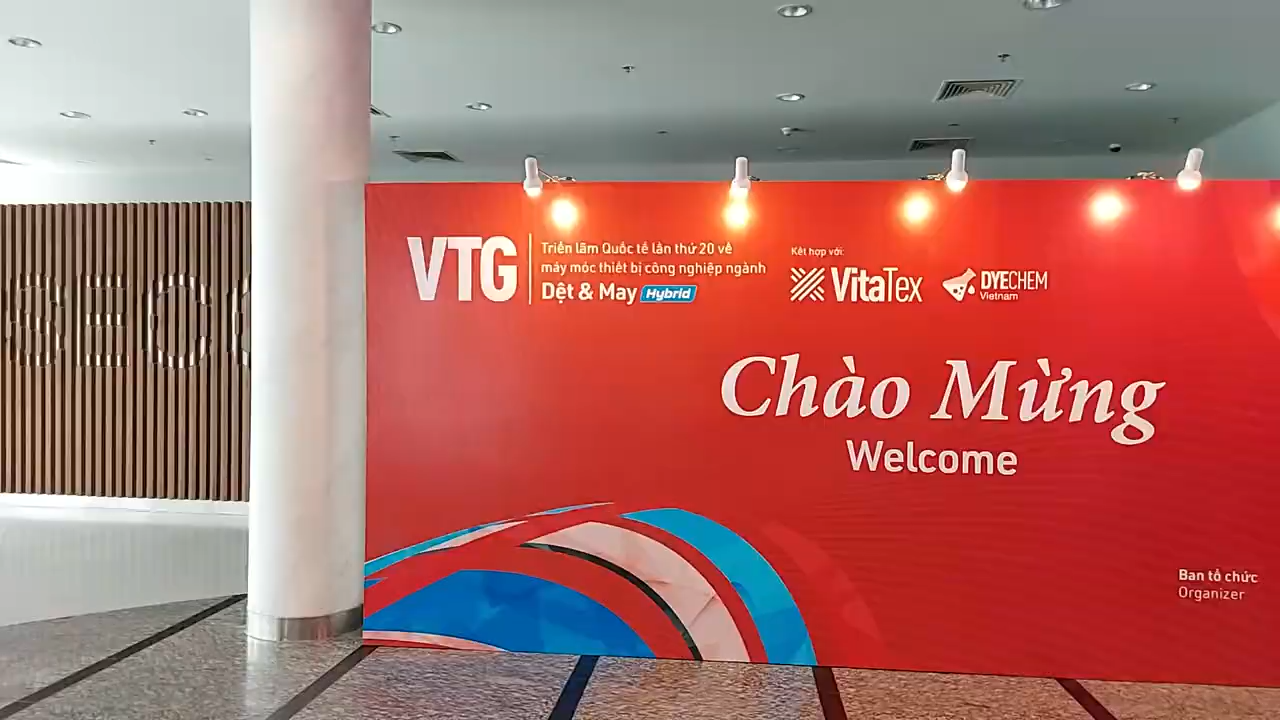 SECC
VTG
Triển lãm Quốc tế lần thứ 20 về
máy móc thiết bị công nghiệp ngành
Dệt & May Hybrid
Kết hợp với:
VitaTex
DYECHEM
Vietnam
Chào Mừng
Welcome
Ban tổ chức
Organizer